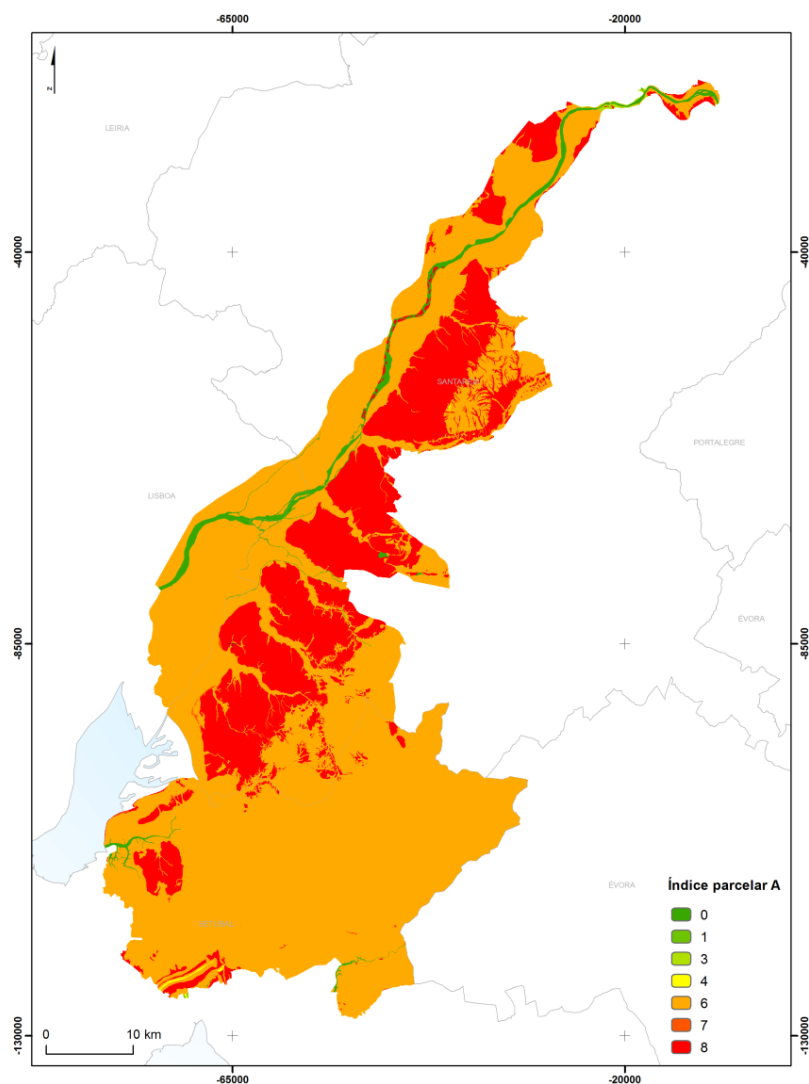 -65000
-20000
N
LEIRIA
-40000
-40000
SANTARÉM
PORTALEGRE
LISBOA
ÉVORA
-85000
-85000
ÉVORA
Índice parcelar A
0
1
3
4
6
7
8
0
10 km
-130000
-130000
-65000
-20000